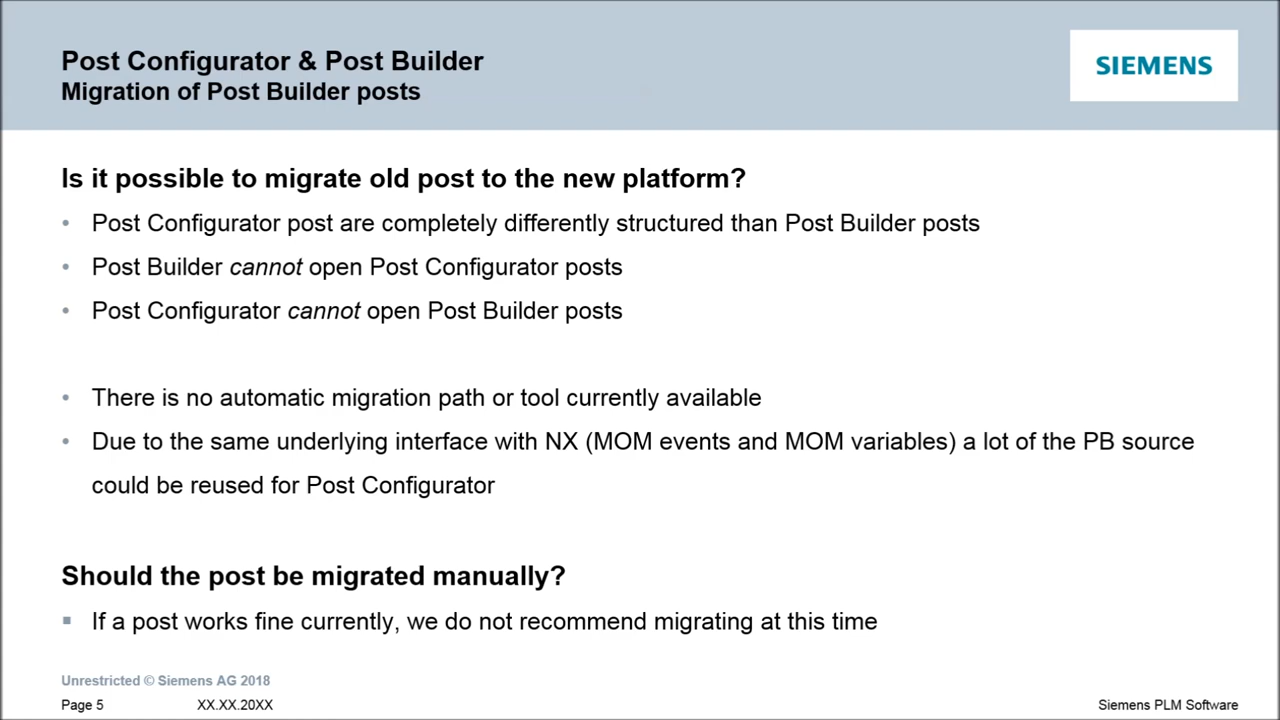 Post Configurator & Post Builder
Migration of Post Builder posts
SIEMENS
Is it possible to migrate old post to the new platform?
• Post Configurator post are completely differently structured than Post Builder posts
• Post Builder cannot open Post Configurator posts
• Post Configurator cannot open Post Builder posts
• There is no automatic migration path or tool currently available
• Due to the same underlying interface with NX (MOM events and MOM variables) a lot of the PB source
could be reused for Post Configurator
Should the post be migrated manually?
▪ If a post works fine currently, we do not recommend migrating at this time
Unrestricted © Siemens AG 2018
Page 5 XX.XX.20XX Siemens PLM Software